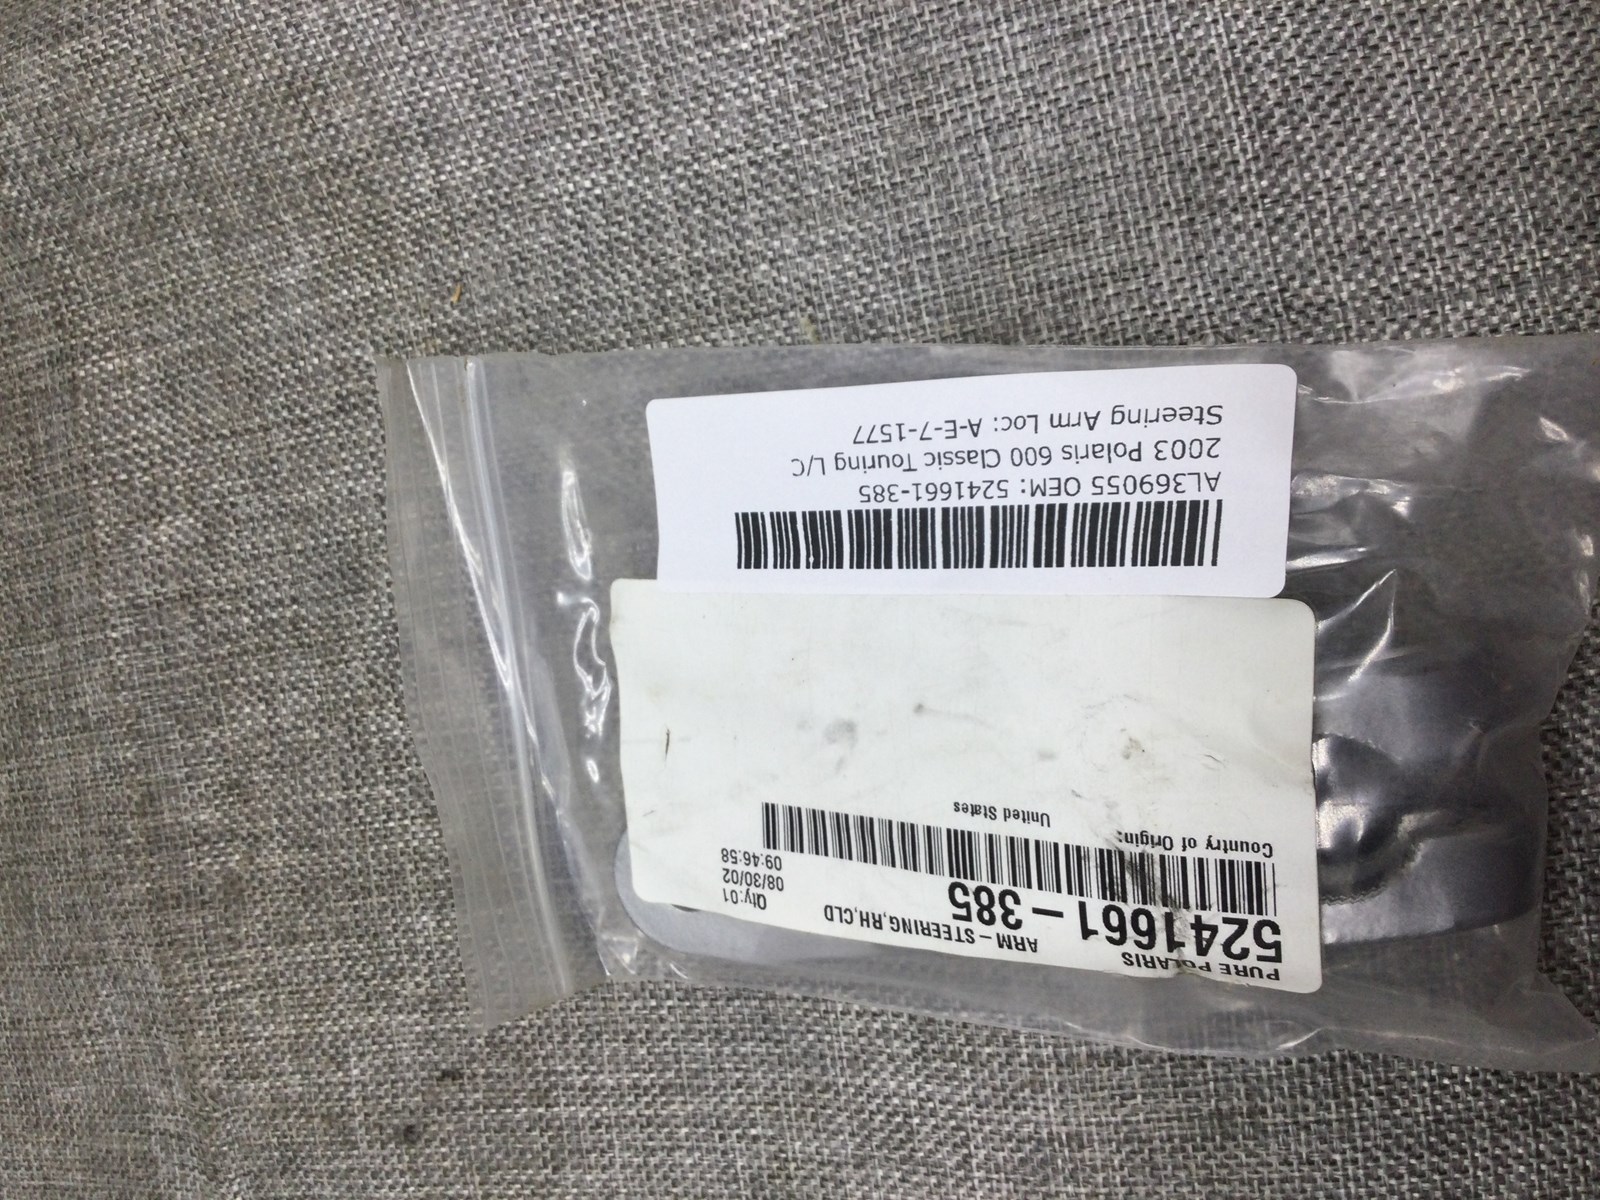 PURE POLARIS
5241661-385
ARM-STEERING,RH,CLD
Qty:01
08/30/02
09:46:58
Country of Origin:
United States
AL369055 OEM: 5241661-385
2003 Polaris 600 Classic Touring L/C
Steering Arm Loc: A-E-7-1577